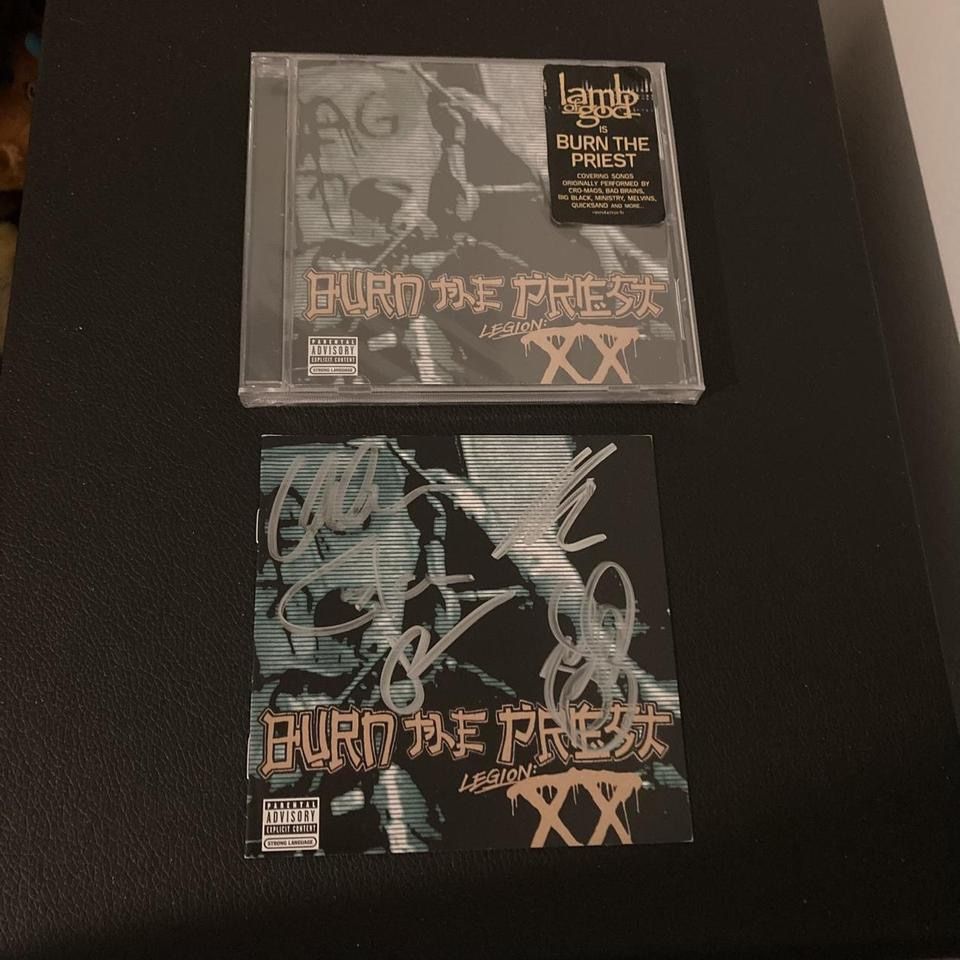 lamb
of god
IS
BURN THE
PRIEST
COVERING SONGS
ORIGINALLY PERFORMED BY
CRO-MAGS, BAD BRAINS,
BIG BLACK, MINISTRY, MELVINS,
QUICKSAND AND MORE...
AG
BURN THE PRIEST
LEGION:
XX
PARENTAL
ADVISORY
EXPLICIT CONTENT
STRONG LANGUAGE
BURN THE PRIEST
LEGION:
XX
PARENTAL
ADVISORY
EXPLICIT CONTENT
STRONG LANGUAGE